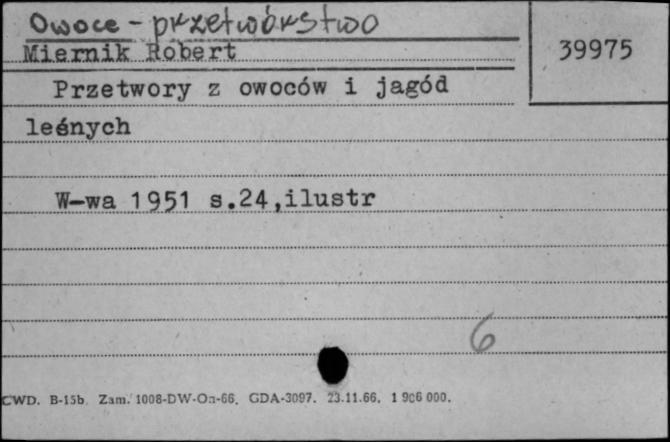 Owoce - przetwórstwo
Miernik Robert
39975
Przetwory z owoców i jagód
leśnych
W-wa 1951 s.24,ilustr
6
CWD. B-15b. Zam. 1008-DW-Oa-66. GDA-3097. 23.11.66. 1 906 000.